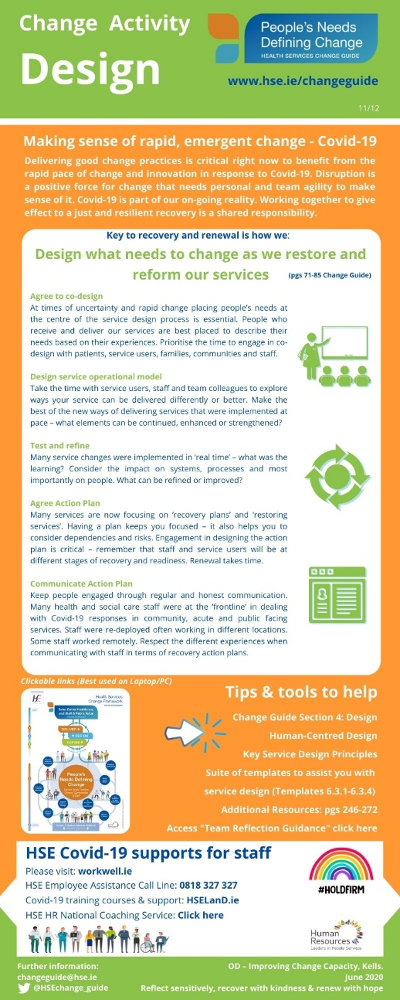 Change Activity
Design
People's Needs
Defining Change
HEALTH SERVICES CHANGE GUIDE
www.hse.ie/changeguide
11/12
Making sense of rapid, emergent change - Covid-19
Delivering good change practices is critical right now to benefit from the
rapid pace of change and innovation in response to Covid-19. Disruption is
a positive force for change that needs personal and team agility to make
sense of it. Covid-19 is part of our on-going reality. Working together to give
effect to a just and resilient recovery is a shared responsibility.
Key to recovery and renewal is how we:
Design what needs to change as we restore and
reform our services (pgs 71-85 Change Guide)
Agree to co-design
At times of uncertainty and rapid change placing people's needs at
the centre of the service design process is essential. People who
receive and deliver our services are best placed to describe their
needs based on their experiences. Prioritise the time to engage in co-
design with patients, service users, families, communities and staff.
Design service operational model
Take the time with service users, staff and team colleagues to explore
ways your service can be delivered differently or better. Make the
best of the new ways of delivering services that were implemented at
pace – what elements can be continued, enhanced or strengthened?
Test and refine
Many service changes were implemented in 'real time' – what was the
learning? Consider the impact on systems, processes and most
importantly on people. What can be refined or improved?
Agree Action Plan
Many services are now focusing on 'recovery plans' and 'restoring
services'. Having a plan keeps you focused – it also helps you to
consider dependencies and risks. Engagement in designing the action
plan is critical – remember that staff and service users will be at
different stages of recovery and readiness. Renewal takes time.
Communicate Action Plan
Keep people engaged through regular and honest communication.
Many health and social care staff were at the 'frontline' in dealing
with Covid-19 responses in community, acute and public facing
services. Staff were re-deployed often working in different locations.
Some staff worked remotely. Respect the different experiences when
communicating with staff in terms of recovery action plans.
Clickable links (Best used on Laptop/PC)
Health Services
Change Framework
Safer Better Healthcare,
and Staff & Public Value
DELIVER
DESIGN
DEFINE
People's
Needs Defining
Change
Tips & tools to help
Change Guide Section 4: Design
Human-Centred Design
Key Service Design Principles
Suite of templates to assist you with
service design (Templates 6.3.1-6.3.4)
Additional Resources: pgs 246-272
Access "Team Reflection Guidance" click here
HSE Covid-19 supports for staff
Please visit: workwell.ie
HSE Employee Assistance Call Line: 0818 327 327
Covid-19 training courses & support: HSELanD.ie
HSE HR National Coaching Service: Click here
#HOLDFIRM
Human
Resources
Leaders in People Services
Further information:
changeguide@hse.ie
@HSEchange_guide
OD – Improving Change Capacity, Kells.
June 2020
Reflect sensitively, recover with kindness & renew with hope